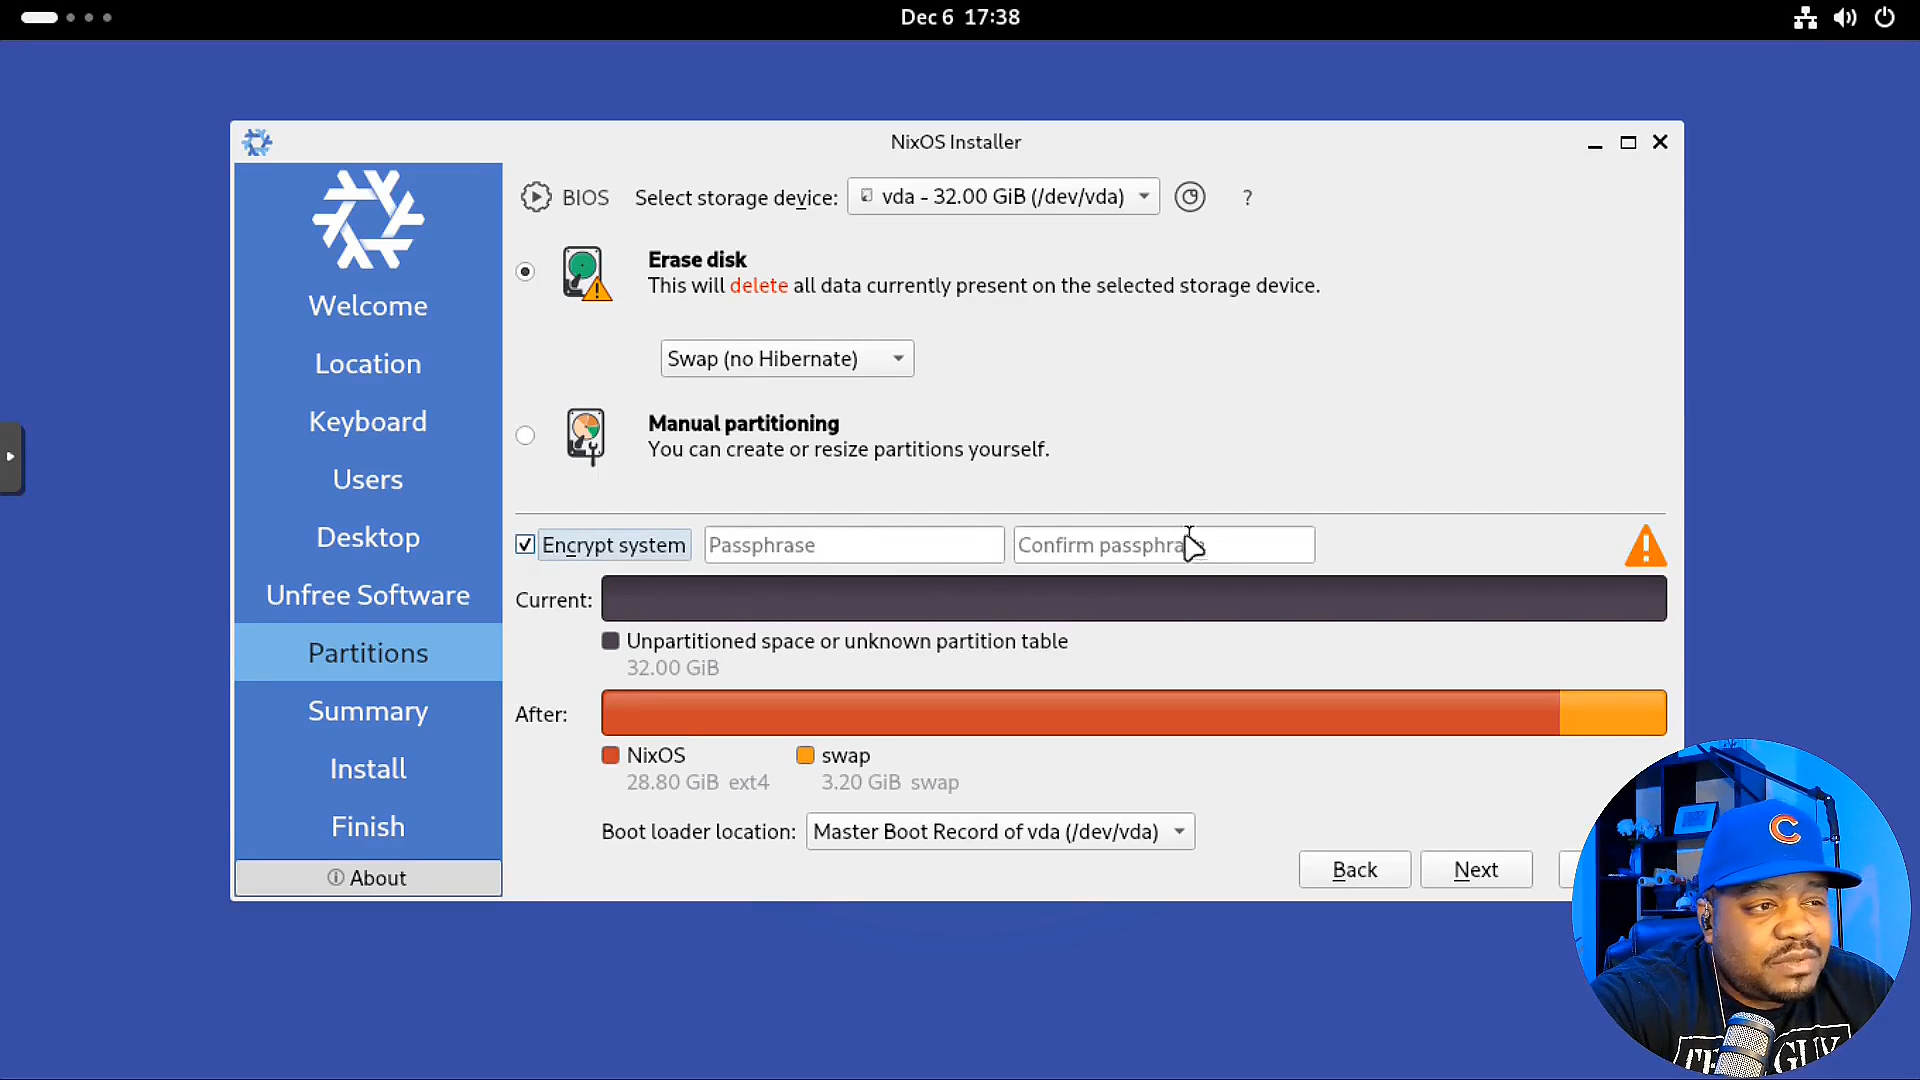 Dec 6 17:38
NixOS Installer
BIOS
Select storage device:
vda - 32.00 GiB (/dev/vda)
?
Welcome
Location
Keyboard
Users
Desktop
Unfree Software
Partitions
Summary
Install
Finish
About
Erase disk
This will delete all data currently present on the selected storage device.
Swap (no Hibernate)
Manual partitioning
You can create or resize partitions yourself.
Encrypt system
Passphrase
Confirm
Current:
Unpartitioned space or unknown partition table
32.00 GiB
After:
NixOS
28.80 GiB ext4
swap
3.20 GiB swap
Boot loader location:
Master Boot Record of vda (/dev/vda)
Back
Next
C
GUY